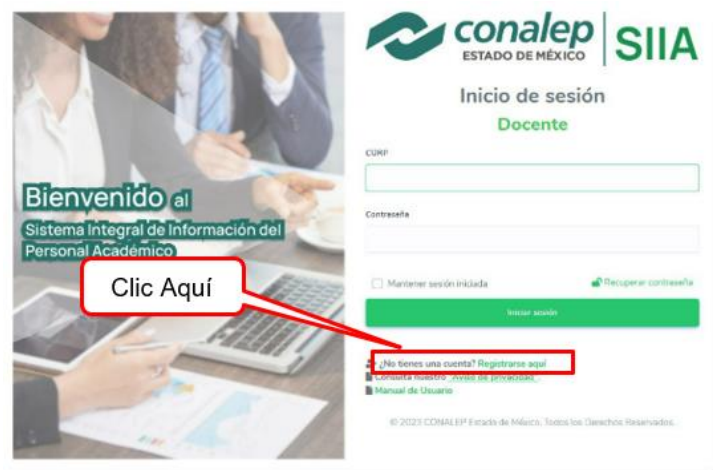 conalep
ESTADO DE MÉXICO
SIIA
Inicio de sesión
Docente
CURP
Bienvenido al
Sistema Integral de Información del
Personal Académico
Contraseña
Clic Aquí
Mantener sesión iniciada
Recuperar contraseña
Iniciar sesión
¿No tienes una cuenta? Registrarse aquí
Consulta nuestro "Aviso de privacidad".
Manual de Usuario
© 2023 CONALEP Estado de México. Todos los Derechos Reservados.